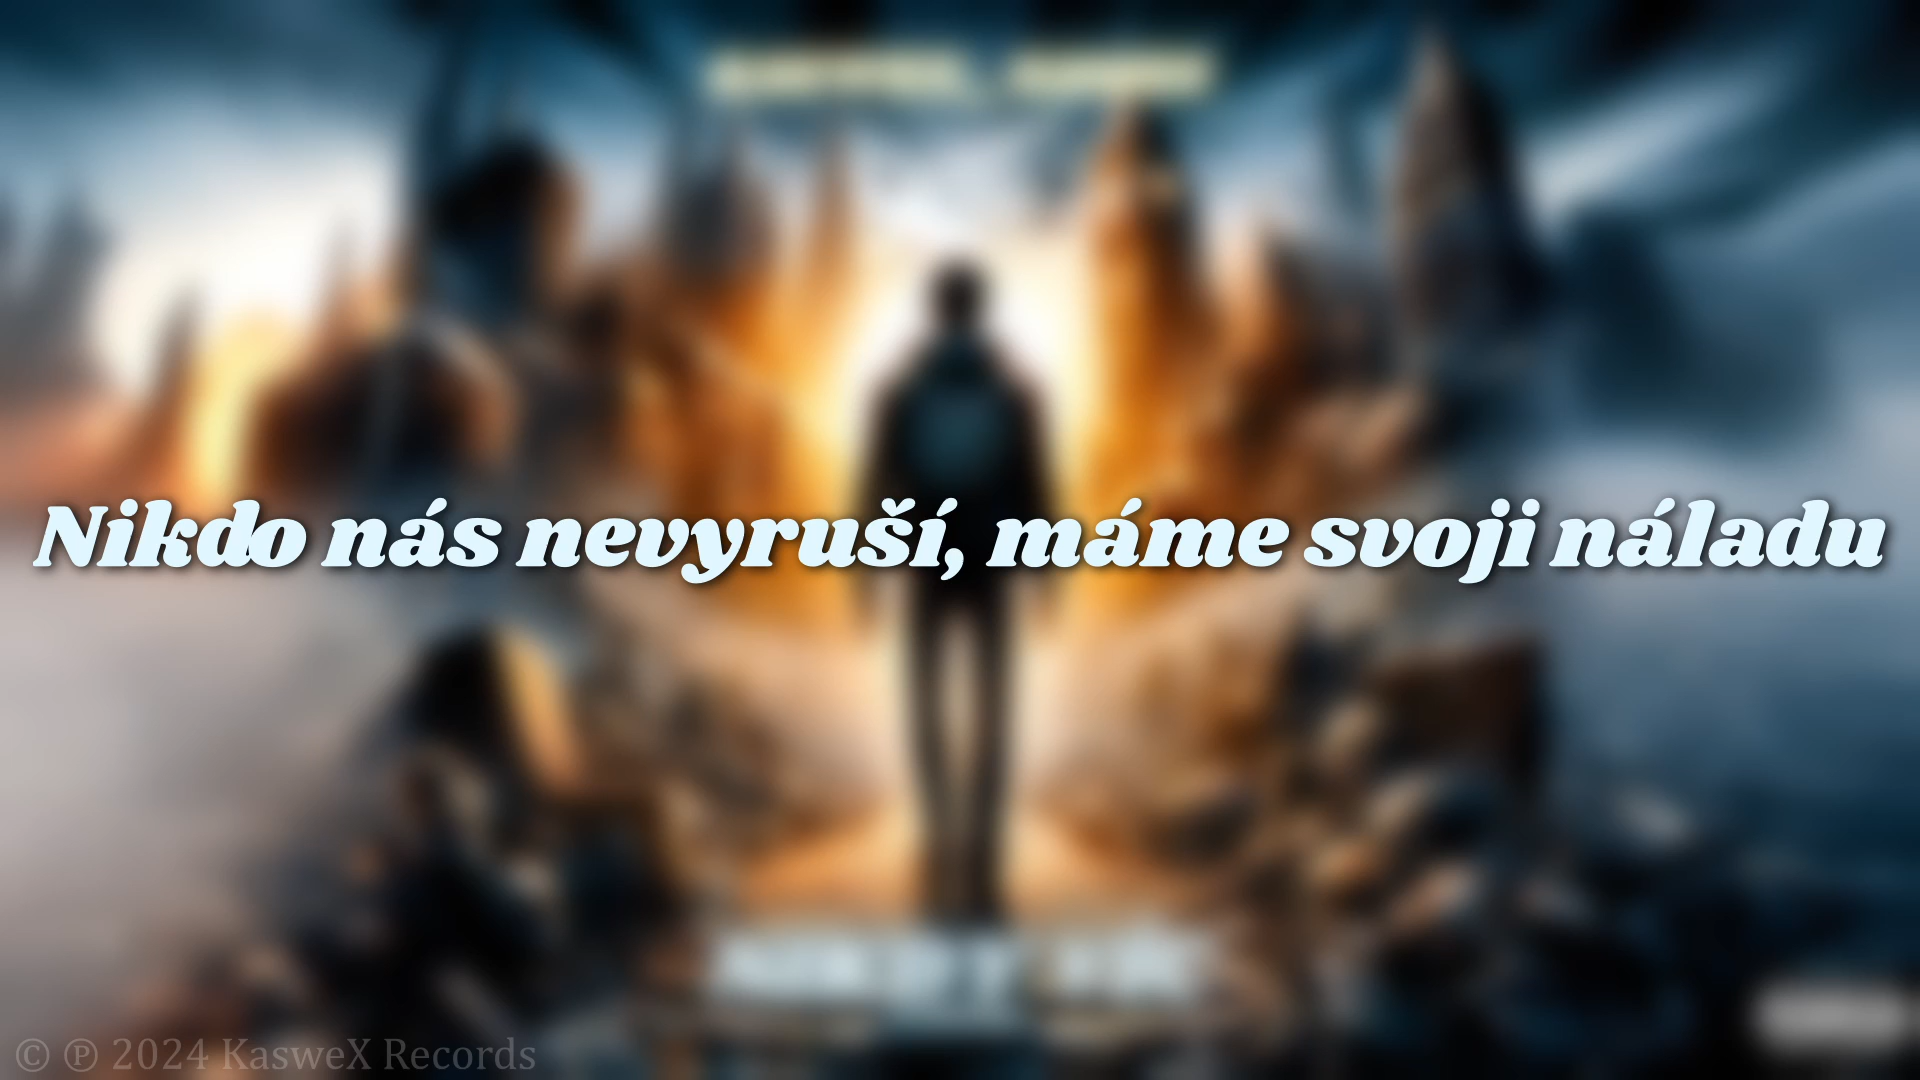 Nikdo nás nevyruší, máme svoji náladu
© ℗ 2024 KasweX Records